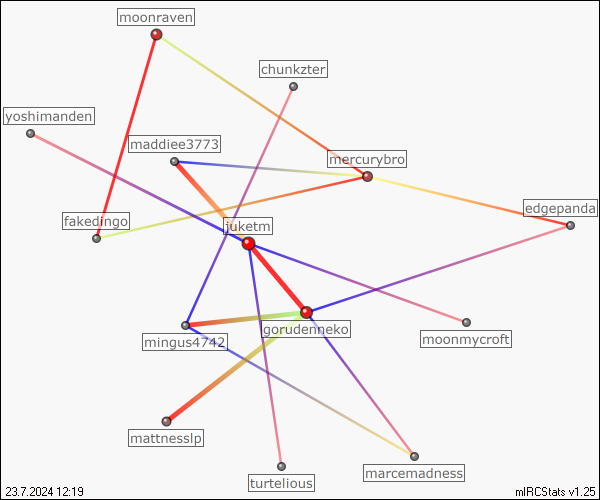 moonraven
chunkzter
yoshimanden
maddiee3773
mercurybro
edgepanda
fakedingo
juketm
gorudenneko
moonmycroft
mingus4742
mattnesslp
marcemadness
turtelious
23.7.2024 12:19
mIRCStats v1.25